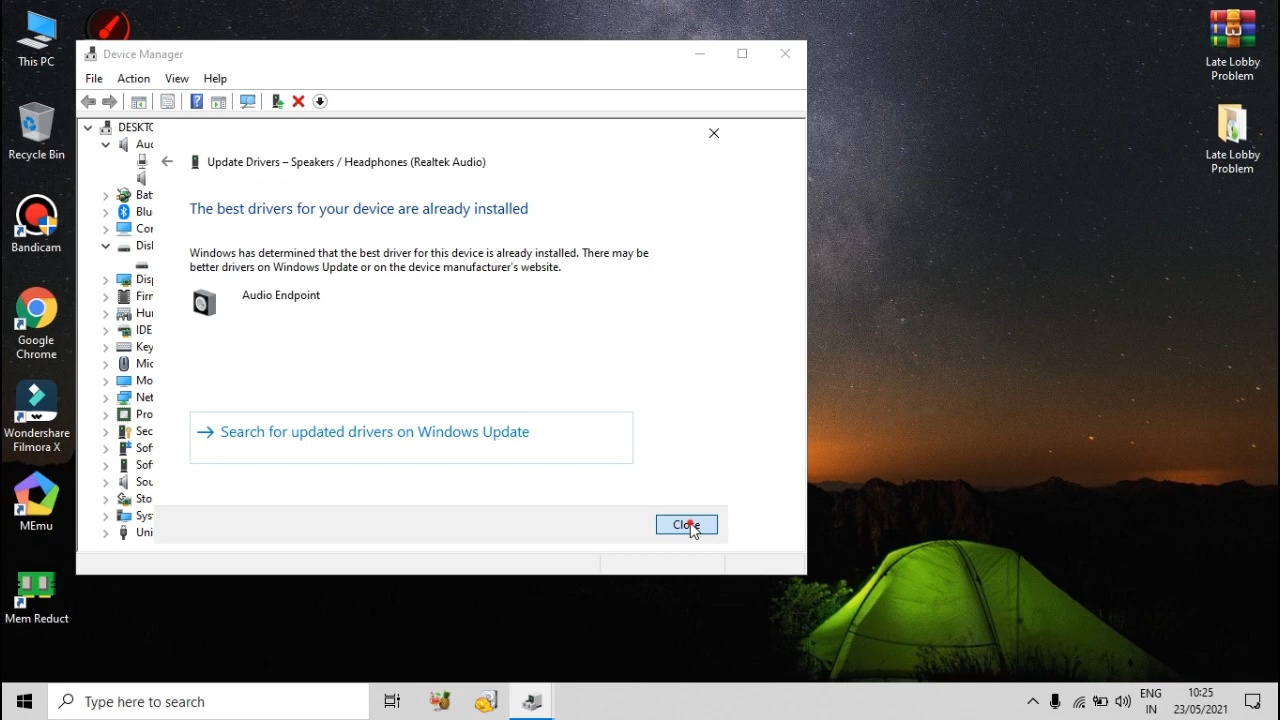 This PC
Recycle Bin
Bandicam
Google
Chrome
Wondershare
Filmora X
MEmu
Mem Reduct
Late Lobby
Problem
Late Lobby
Problem
Device Manager
File Action View Help
DESKTO
Auc
Update Drivers – Speakers / Headphones (Realtek Audio)
Bat
Blu
Cor
Disl
Disp
Firr
Hu
IDE
Key
Mic
Mo
Net
Pro
Sec
Sof
Sof
Sou
Sto
Sys
Uni
The best drivers for your device are already installed
Windows has determined that the best driver for this device is already installed. There may be
better drivers on Windows Update or on the device manufacturer's website.
Audio Endpoint
Search for updated drivers on Windows Update
Close
Type here to search
ENG
IN
10:25
23/05/2021